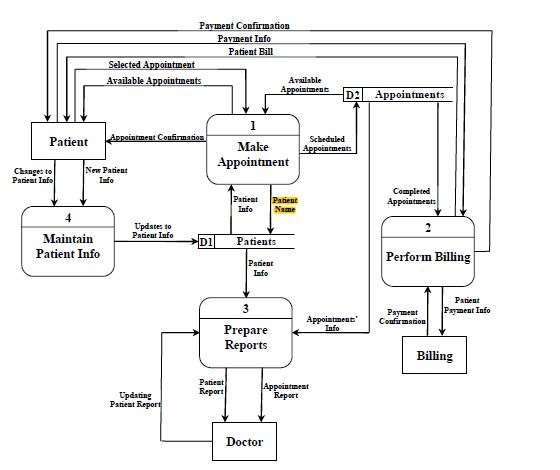 Payment Confirmation
Payment Info
Patient Bill
Selected Appointment
Available Appointments
Available
Appointments
D2 Appointments
Patient
Appointment Confirmation
1
Make
Appointment
Scheduled
Appointments
Changes to
Patient Info
New Patient
Info
Patient
Info
Patient
Name
Completed
Appointments
4
Maintain
Patient Info
Updates to
Patient Info
D1 Patients
2
Perform Billing
Patient
Info
3
Prepare
Reports
Appointments'
Info
Payment
Confirmation
Patient
Payment Info
Billing
Updating
Patient Report
Patient
Report
Appointment
Report
Doctor